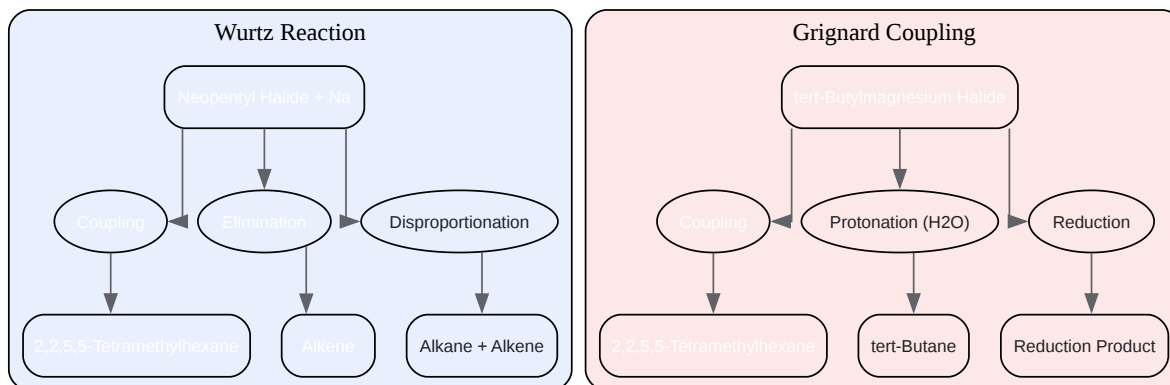 Wurtz Reaction
Neopentyl Halide + Na
Coupling
Elimination
Disproportionation
2,2,5,5-Tetramethylhexane
Alkene
Alkane + Alkene
Grignard Coupling
tert-Butylmagnesium Halide
Coupling
Protonation (H2O)
Reduction
2,2,5,5-Tetramethylhexane
tert-Butane
Reduction Product